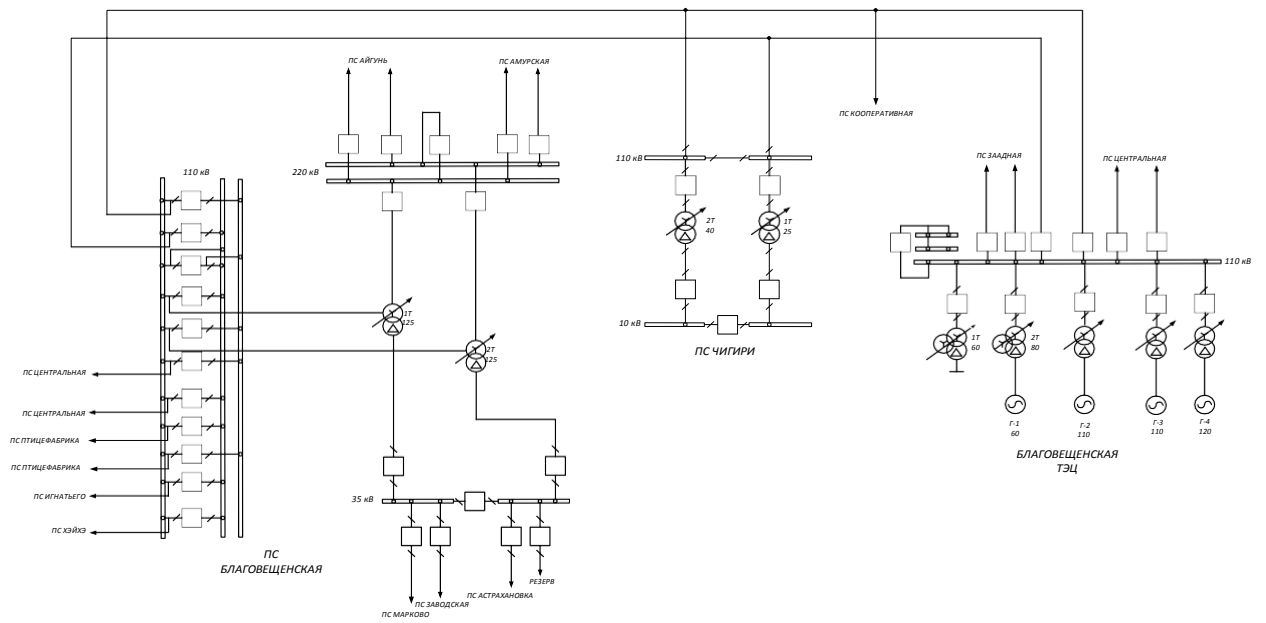 ПС АЙГУНЬ
ПС АМУРСКАЯ
ПС КООПЕРАТИВНАЯ
110 кВ
220 кВ
110 кВ
ПС ЗААДНАЯ
ПС ЦЕНТРАЛЬНАЯ
2Т
40
1Т
25
110 кВ
1Т
125
2Т
125
10 кВ
ПС ЧИГИРИ
1Т
60
2Т
80
ПС ЦЕНТРАЛЬНАЯ
ПС ЦЕНТРАЛЬНАЯ
ПС ПТИЦЕФАБРИКА
ПС ПТИЦЕФАБРИКА
ПС ИГНАТЬЕГО
ПС ХЭЙХЭ
Г-1
60
Г-2
110
Г-3
110
Г-4
120
БЛАГОВЕЩЕНСКАЯ
ТЭЦ
35 кВ
ПС
БЛАГОВЕЩЕНСКАЯ
ПС МАРКОВО
ПС ЗАВОДСКАЯ
ПС АСТРАХАНОВКА
РЕЗЕРВ